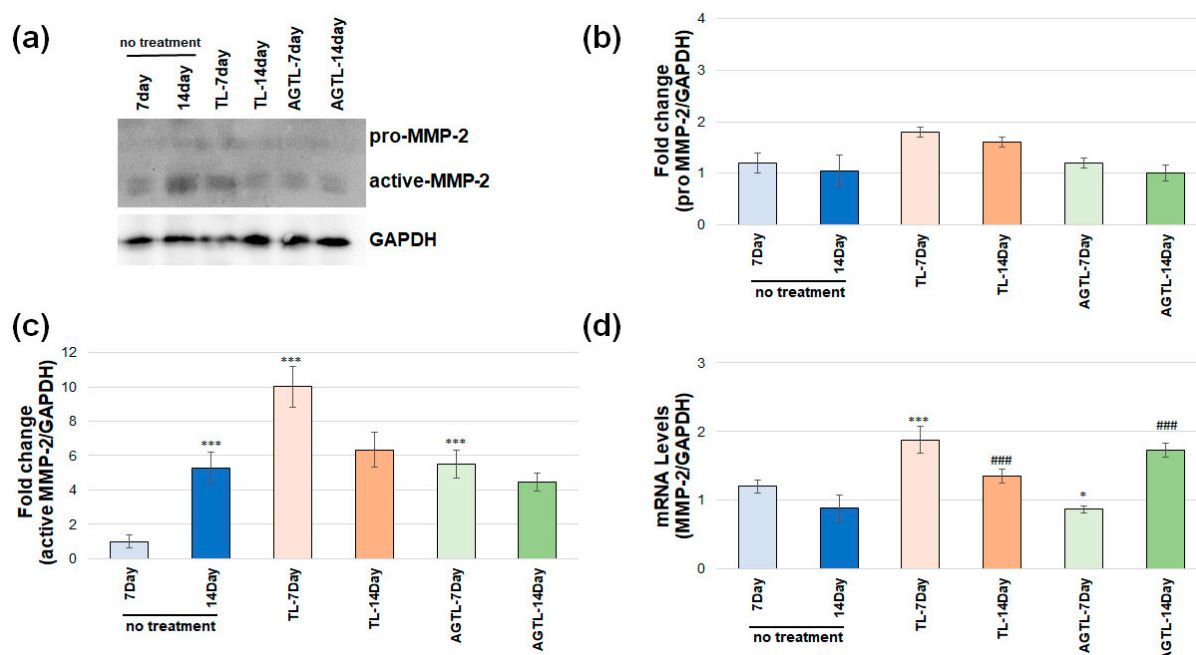 (a)
no treatment
7day
14day
TL-7day
TL-14day
AGTL-7day
AGTL-14day
pro-MMP-2
active-MMP-2
GAPDH
(b)
Fold change
(pro MMP-2/GAPDH)
4
3
2
1
0
7Day
14Day
TL-7Day
TL-14Day
AGTL-7Day
AGTL-14Day
no treatment
(c)
Fold change
(active MMP-2/GAPDH)
12
10
8
6
4
2
0
***
***
***
7Day
14Day
TL-7Day
TL-14Day
AGTL-7Day
AGTL-14Day
no treatment
(d)
mRNA Levels
(MMP-2/GAPDH)
3
2
1
0
***
###
*
###
7Day
14Day
TL-7Day
TL-14Day
AGTL-7Day
AGTL-14Day
no treatment